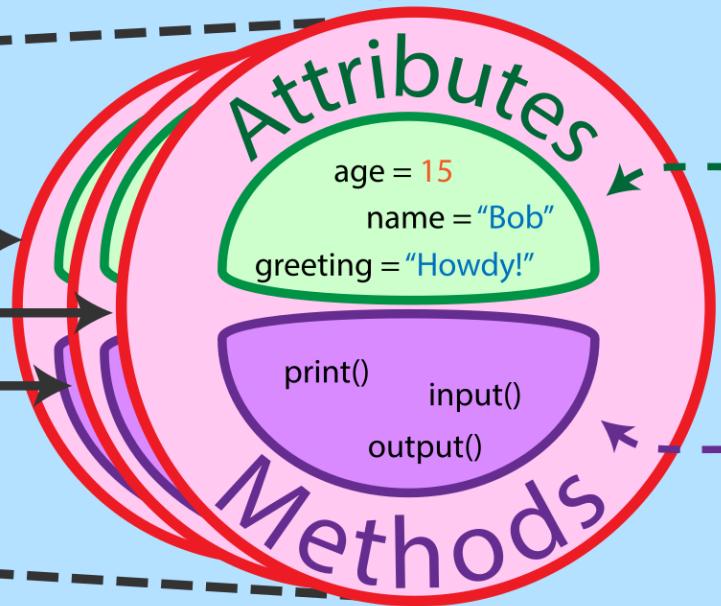 Attributes
age = 15
name = “Bob”
greeting = “Howdy!”
print()
input()
output()
Methods